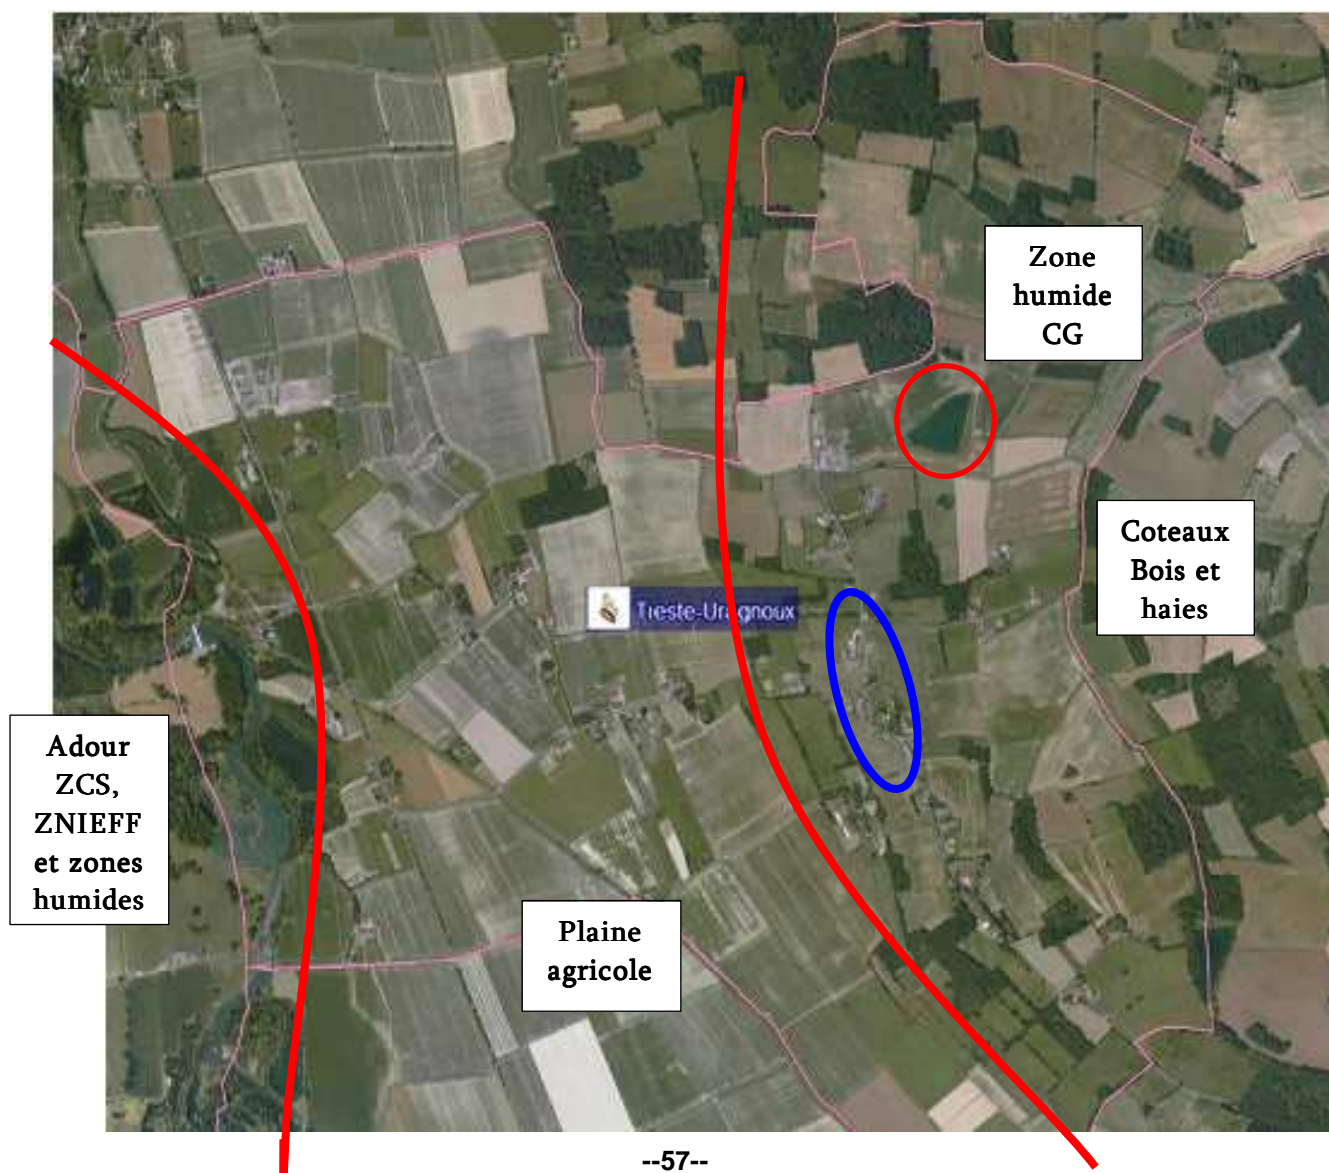 Zone
humide
CG
Coteaux
Bois et
haies
Tieste-Uragnoux
Adour
ZCS,
ZNIEFF
et zones
humides
Plaine
agricole
--57--